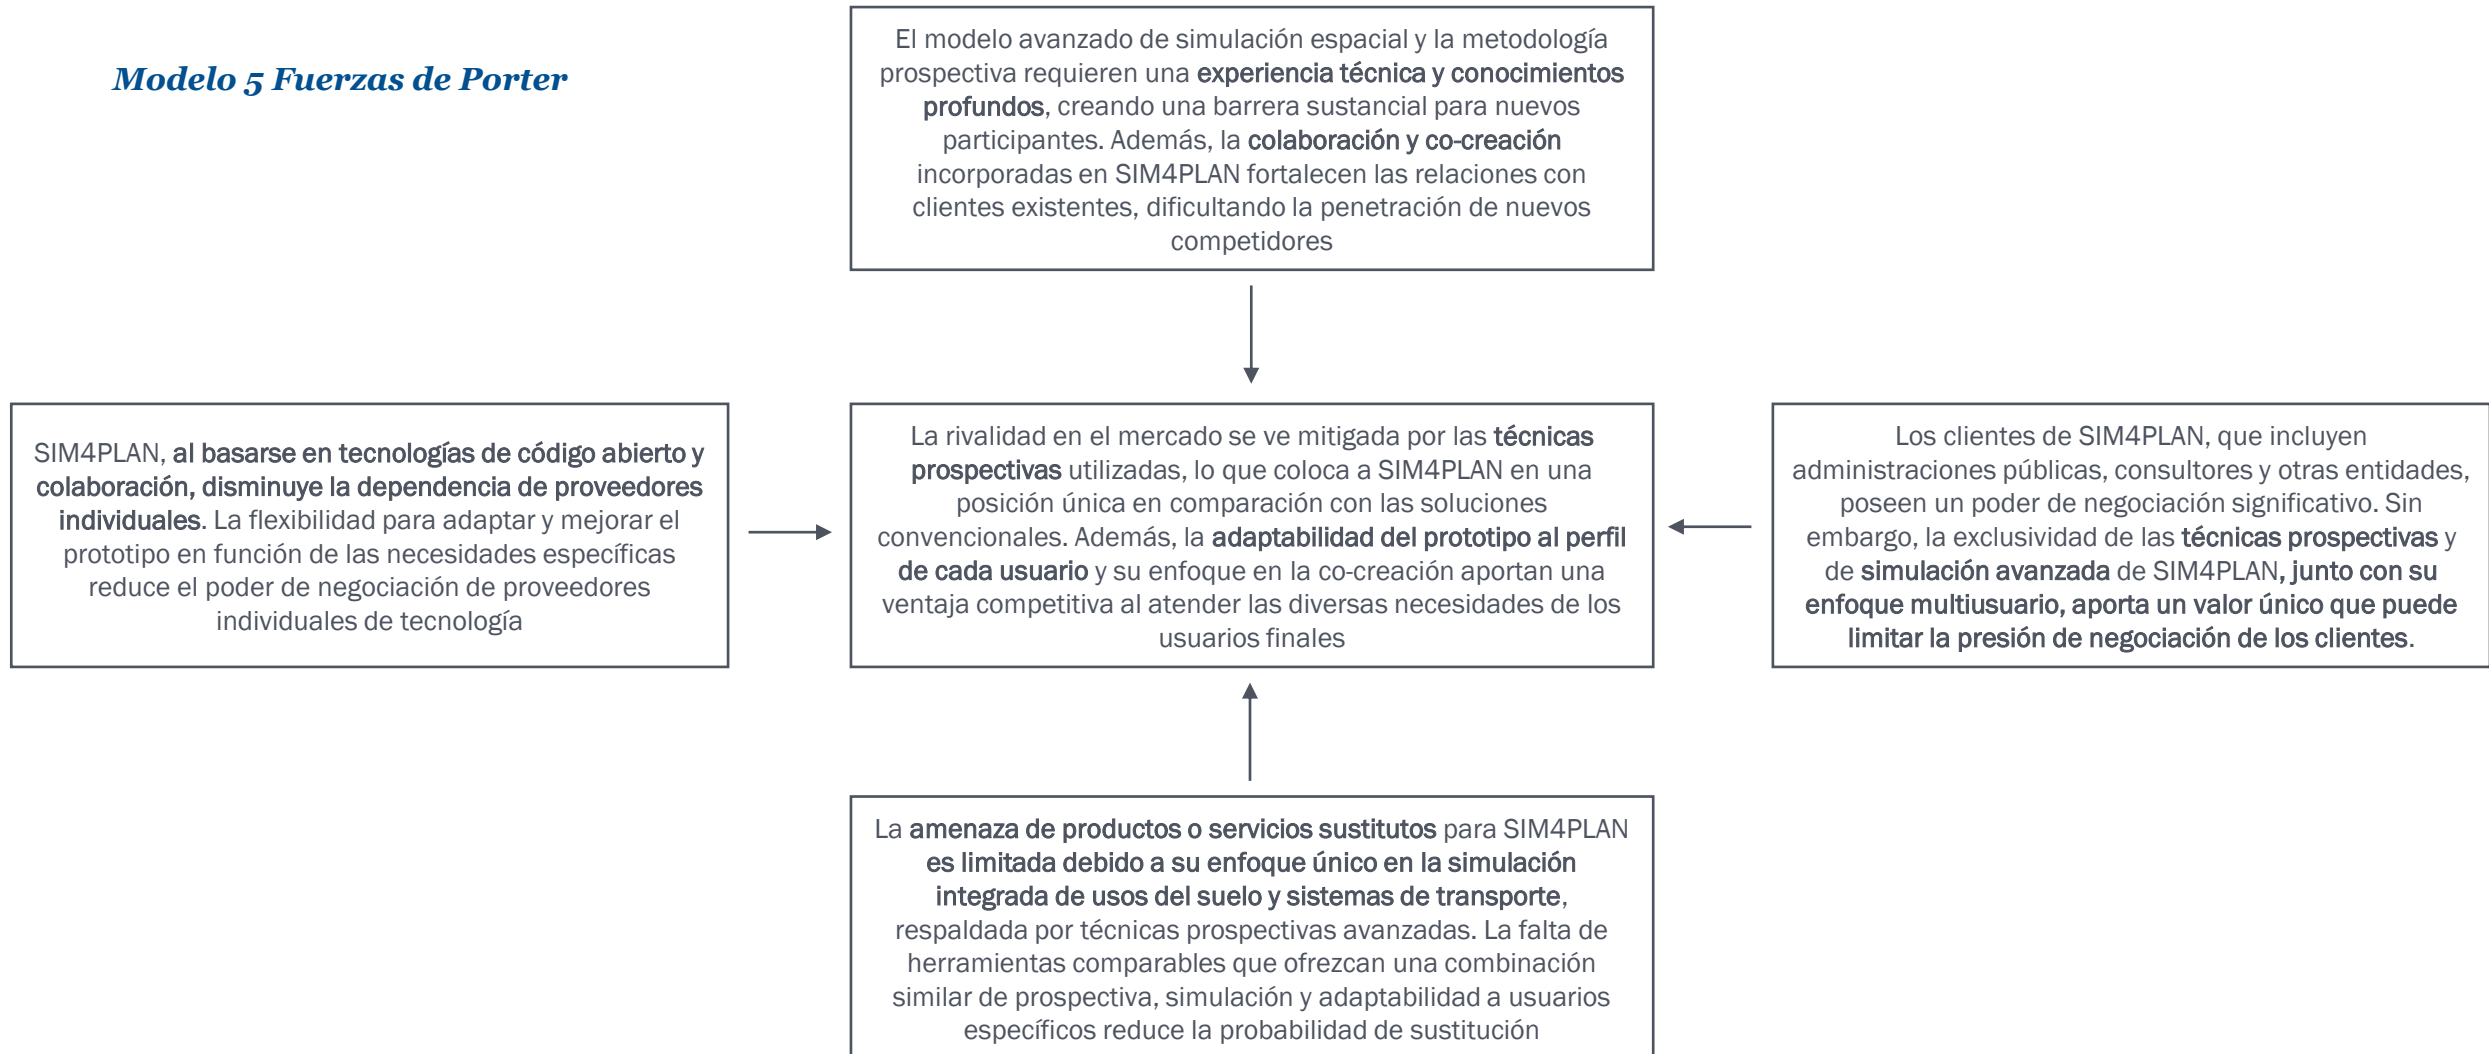 Modelo 5 Fuerzas de Porter
El modelo avanzado de simulación espacial y la metodología
prospectiva requieren una experiencia técnica y conocimientos
profundos, creando una barrera sustancial para nuevos
participantes. Además, la colaboración y co-creación
incorporadas en SIM4PLAN fortalecen las relaciones con
clientes existentes, dificultando la penetración de nuevos
competidores
SIM4PLAN, al basarse en tecnologías de código abierto y
colaboración, disminuye la dependencia de proveedores
individuales. La flexibilidad para adaptar y mejorar el
prototipo en función de las necesidades específicas
reduce el poder de negociación de proveedores
individuales de tecnología
La rivalidad en el mercado se ve mitigada por las técnicas
prospectivas utilizadas, lo que coloca a SIM4PLAN en una
posición única en comparación con las soluciones
convencionales. Además, la adaptabilidad del prototipo al perfil
de cada usuario y su enfoque en la co-creación aportan una
ventaja competitiva al atender las diversas necesidades de los
usuarios finales
Los clientes de SIM4PLAN, que incluyen
administraciones públicas, consultores y otras entidades,
poseen un poder de negociación significativo. Sin
embargo, la exclusividad de las técnicas prospectivas y
de simulación avanzada de SIM4PLAN, junto con su
enfoque multiusuario, aporta un valor único que puede
limitar la presión de negociación de los clientes.
La amenaza de productos o servicios sustitutos para SIM4PLAN
es limitada debido a su enfoque único en la simulación
integrada de usos del suelo y sistemas de transporte,
respaldada por técnicas prospectivas avanzadas. La falta de
herramientas comparables que ofrezcan una combinación
similar de prospectiva, simulación y adaptabilidad a usuarios
específicos reduce la probabilidad de sustitución